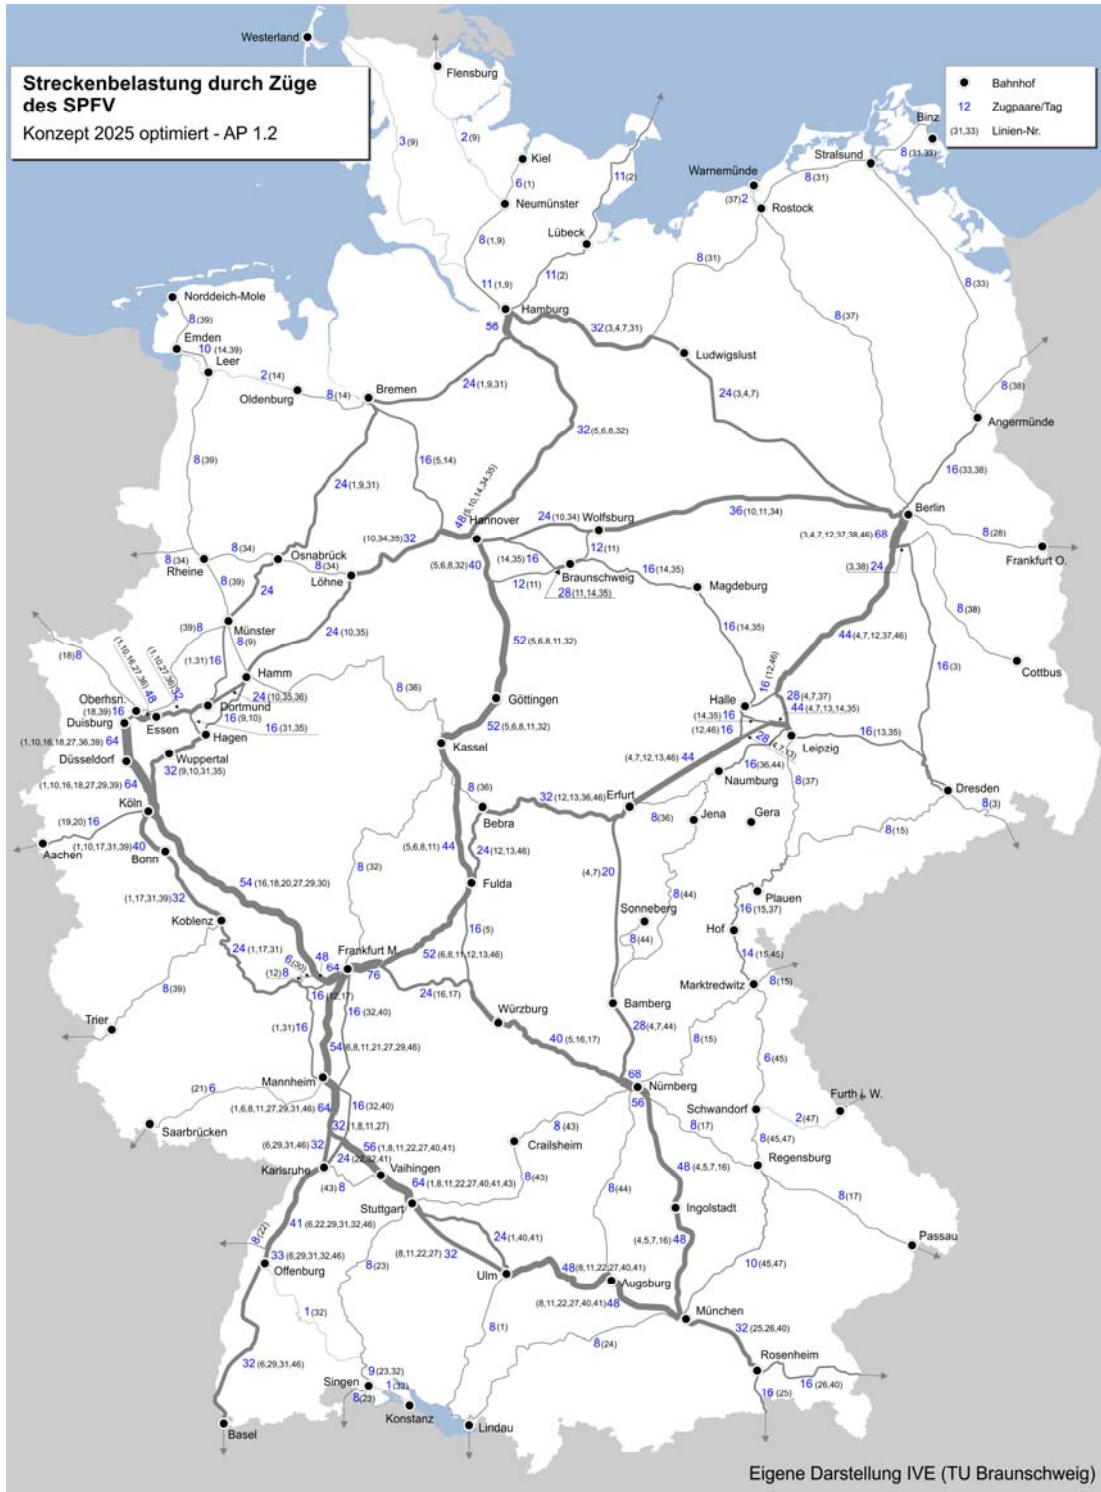 Westerland
Flensburg
Streckenbelastung durch Züge
des SPFV
Konzept 2025 optimiert - AP 1.2
Bahnhof
12 Zugpaare/Tag
(31,33) Linien-Nr.
Binz
8 (31,33)
Stralsund
3 (9)
2 (9)
Kiel
6 (1)
11 (2)
Warnemünde
(37) 2
8 (31)
Rostock
Neumünster
Lübeck
8 (1,9)
11 (2)
8 (31)
8 (33)
11 (1,9)
Norddeich-Mole
Hamburg
8 (39)
56
32 (3,4,7,31)
8 (37)
Emden
10 (14,39)
Leer
Ludwigslust
2 (14)
Oldenburg
8 (14)
Bremen
24 (1,9,31)
24 (3,4,7)
8 (38)
Angermünde
32 (5,6,8,32)
8 (39)
16 (5,14)
16 (33,38)
24 (1,9,31)
48 (5,10,14,34,35)
Hannover
24 (10,34)
Wolfsburg
36 (10,11,34)
Berlin
(10,34,35) 32
(3,4,7,12,37,38,46) 68
8 (28)
Frankfurt O.
8 (34)
Rheine
8 (34)
Osnabrück
8 (34)
Löhne
(5,6,8,32) 40
(14,35) 16
12 (11)
Braunschweig
12 (11)
28 (11,14,35)
16 (14,35)
Magdeburg
(3,38) 24
8 (39)
24
8 (38)
Münster
(39) 8
8 (9)
24 (10,35)
52 (5,6,8,11,32)
16 (14,35)
44 (4,7,12,37,46)
16 (3)
Cottbus
(18) 8
(1,10,16,27,36) 48
(1,10,27,36) 32
(1,31) 16
Hamm
8 (36)
16 (12,46)
Oberhsn.
(18,39) 16
Duisburg
Essen
Dortmund
24 (10,35,36)
16 (9,10)
16 (31,35)
Hagen
Göttingen
Halle
28 (4,7,37)
44 (4,7,13,14,35)
(14,35) 16
(12,46) 16
28 (4,7,13)
Leipzig
16 (13,35)
(1,10,16,18,27,36,39) 64
Düsseldorf
Wuppertal
32 (9,10,31,35)
52 (5,6,8,11,32)
Kassel
(4,7,12,13,46) 44
16 (36,44)
Naumburg
8 (37)
(1,10,16,18,27,29,39) 64
8 (36)
32 (12,13,36,46)
Erfurt
Dresden
8 (3)
Köln
(19,20) 16
Aachen
Bebra
8 (36)
Jena
Gera
8 (15)
(1,10,17,31,39) 40
Bonn
(5,6,8,11) 44
24 (12,13,46)
(4,7) 20
8 (32)
54 (16,18,20,27,29,30)
(1,17,31,39) 32
Fulda
8 (44)
Plauen
16 (15,37)
Koblenz
16 (5)
Sonneberg
8 (44)
Hof
24 (1,17,31)
6 (30)
(12) 8
48
64
Frankfurt M.
76
52 (6,8,11,12,13,46)
14 (15,45)
16 (12,17)
24 (16,17)
Marktredwitz
8 (15)
8 (39)
16 (32,40)
Trier
(1,31) 16
Würzburg
Bamberg
28 (4,7,44)
54 (6,8,11,21,27,29,46)
40 (5,16,17)
8 (15)
6 (45)
Mannheim
(21) 6
68
Nürnberg
56
(1,6,8,11,27,29,31,46) 64
16 (32,40)
32 (1,8,11,27)
Schwandorf
Furth i. W.
2 (47)
Saarbrücken
8 (43)
8 (17)
Crailsheim
8 (45,47)
(6,29,31,46) 32
56 (1,8,11,22,27,40,41)
Karlsruhe
24 (22,32,41)
Vaihingen
48 (4,5,7,16)
Regensburg
(43) 8
64 (1,8,11,22,27,40,41,43)
8 (43)
8 (44)
8 (17)
Stuttgart
Ingolstadt
41 (6,22,29,31,32,46)
8 (22)
24 (1,40,41)
(4,5,7,16) 48
Passau
33 (6,29,31,32,46)
Offenburg
(8,11,22,27) 32
8 (23)
Ulm
48 (8,11,22,27,40,41)
Augsburg
10 (45,47)
(8,11,22,27,40,41) 48
1 (32)
München
8 (1)
8 (24)
32 (25,26,40)
32 (6,29,31,46)
Rosenheim
9 (23,32)
Singen
1 (32)
8 (23)
Konstanz
16 (25)
16 (26,40)
Basel
Lindau
Eigene Darstellung IVE (TU Braunschweig)